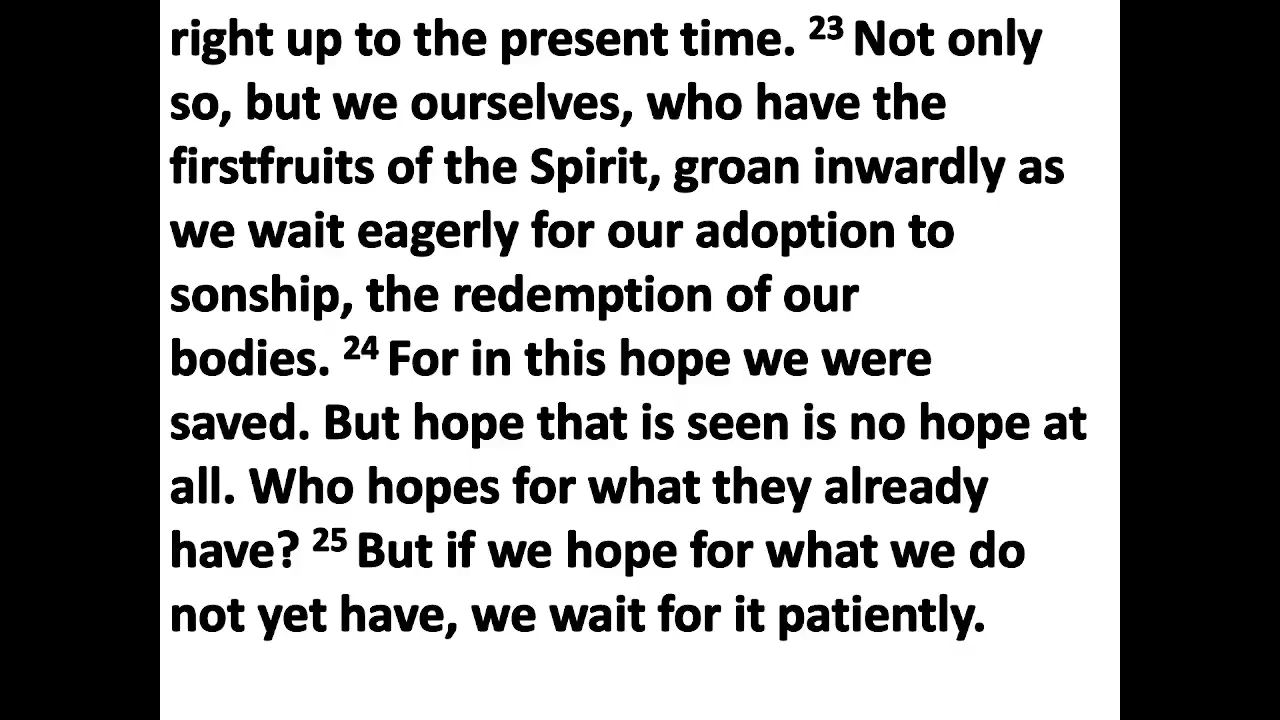 right up to the present time. 23 Not only
so, but we ourselves, who have the
firstfruits of the Spirit, groan inwardly as
we wait eagerly for our adoption to
sonship, the redemption of our
bodies. 24 For in this hope we were
saved. But hope that is seen is no hope at
all. Who hopes for what they already
have? 25 But if we hope for what we do
not yet have, we wait for it patiently.